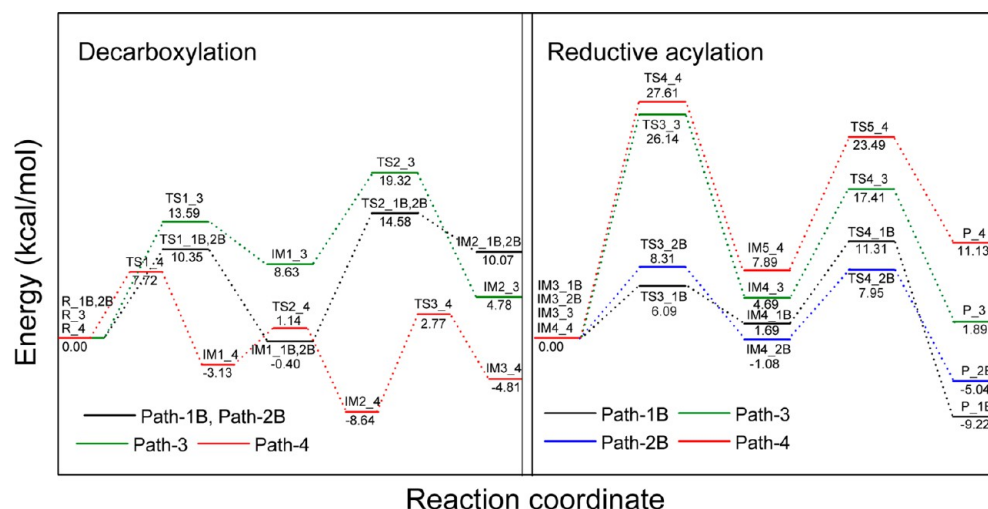 Decarboxylation
Reductive acylation
Energy (kcal/mol)
TS1_3
13.59
TS1_1B,2B
10.35
TS1_4
7.72
R_1B,2B
R_3
R_4
0.00
IM1_3
8.63
TS2_4
1.14
IM1_1B,2B
-0.40
IM1_4
-3.13
IM2_4
-8.64
TS2_3
19.32
TS2_1B,2B
14.58
IM2_1B,2B
10.07
IM2_3
4.78
TS3_4
2.77
IM3_4
-4.81
Path-1B, Path-2B
Path-3
Path-4
TS4_4
27.61
TS3_3
26.14
TS3_2B
8.31
TS3_1B
6.09
IM3_1B
IM3_2B
IM3_3
IM4_4
0.00
IM5_4
7.89
IM4_3
4.69
IM4_1B
1.69
IM4_2B
-1.08
TS5_4
23.49
TS4_3
17.41
TS4_1B
11.31
TS4_2B
7.95
P_4
11.13
P_3
1.89
P_2B
-5.04
P_1B
-9.22
Path-1B
Path-3
Path-2B
Path-4
Reaction coordinate